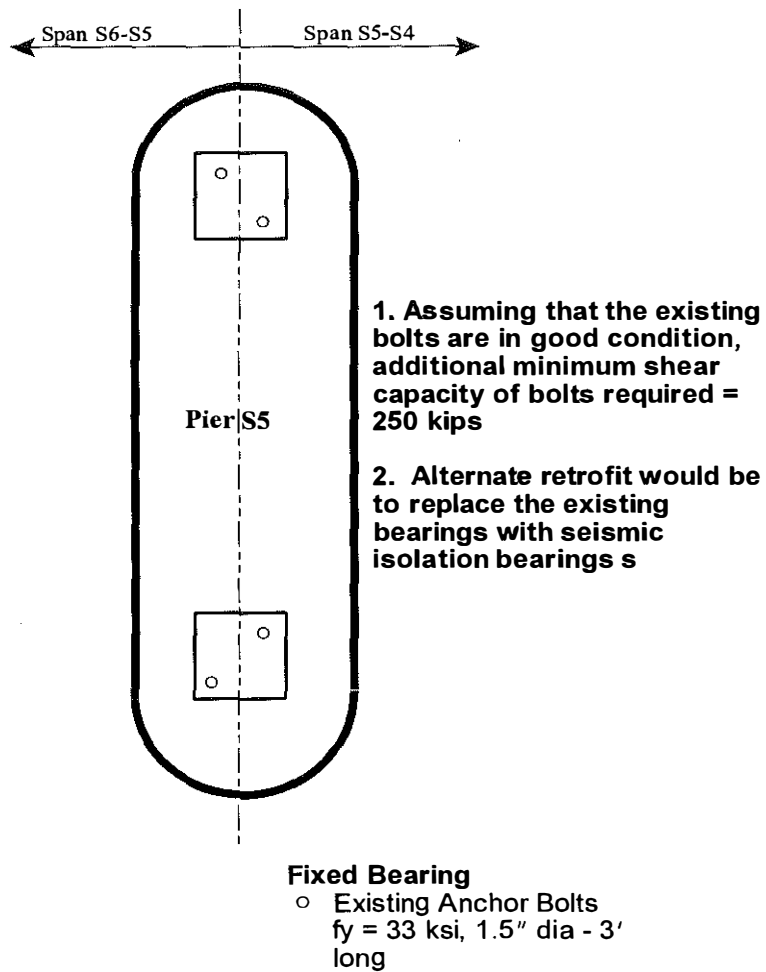 Span S6-S5
Span S5-S4
1. Assuming that the existing
bolts are in good condition,
additional minimum shear
capacity of bolts required =
250 kips
Pier S5
2. Alternate retrofit would be
to replace the existing
bearings with seismic
isolation bearings s
Fixed Bearing
Existing Anchor Bolts
fy = 33 ksi, 1.5" dia - 3'
long